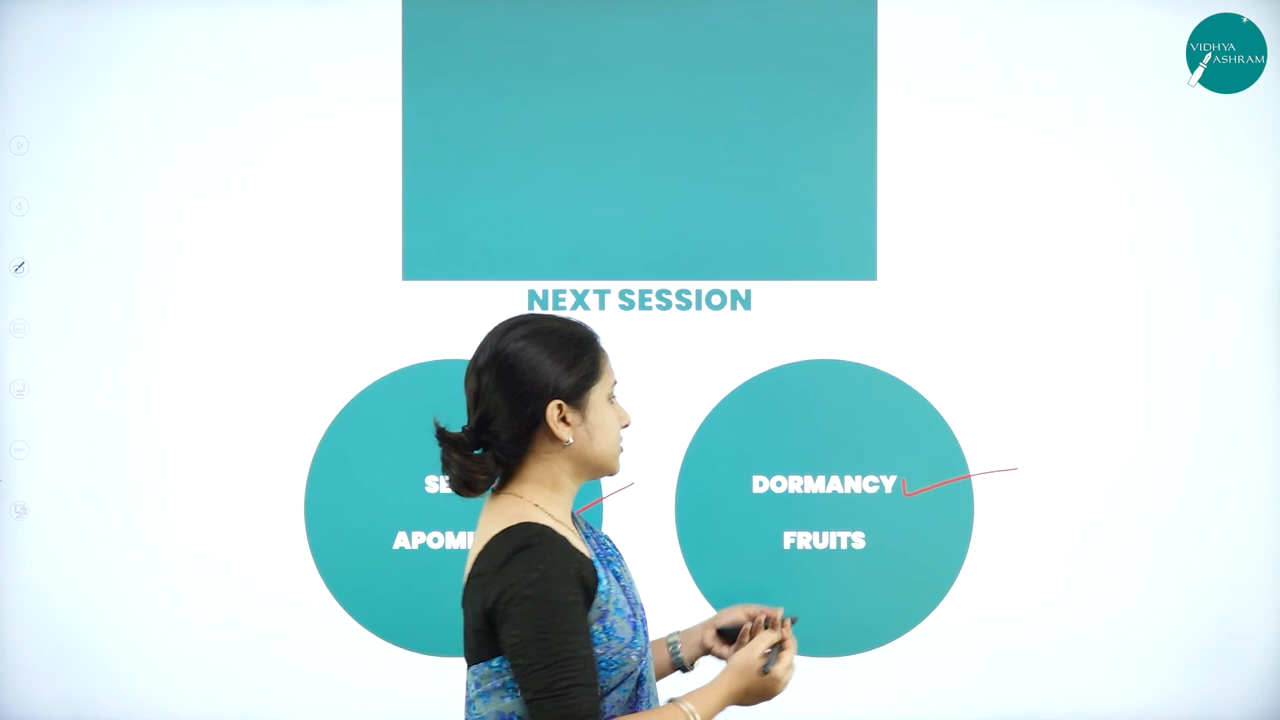 VIDHYA
ASHRAM
NEXT SESSION
DORMANCY
FRUITS